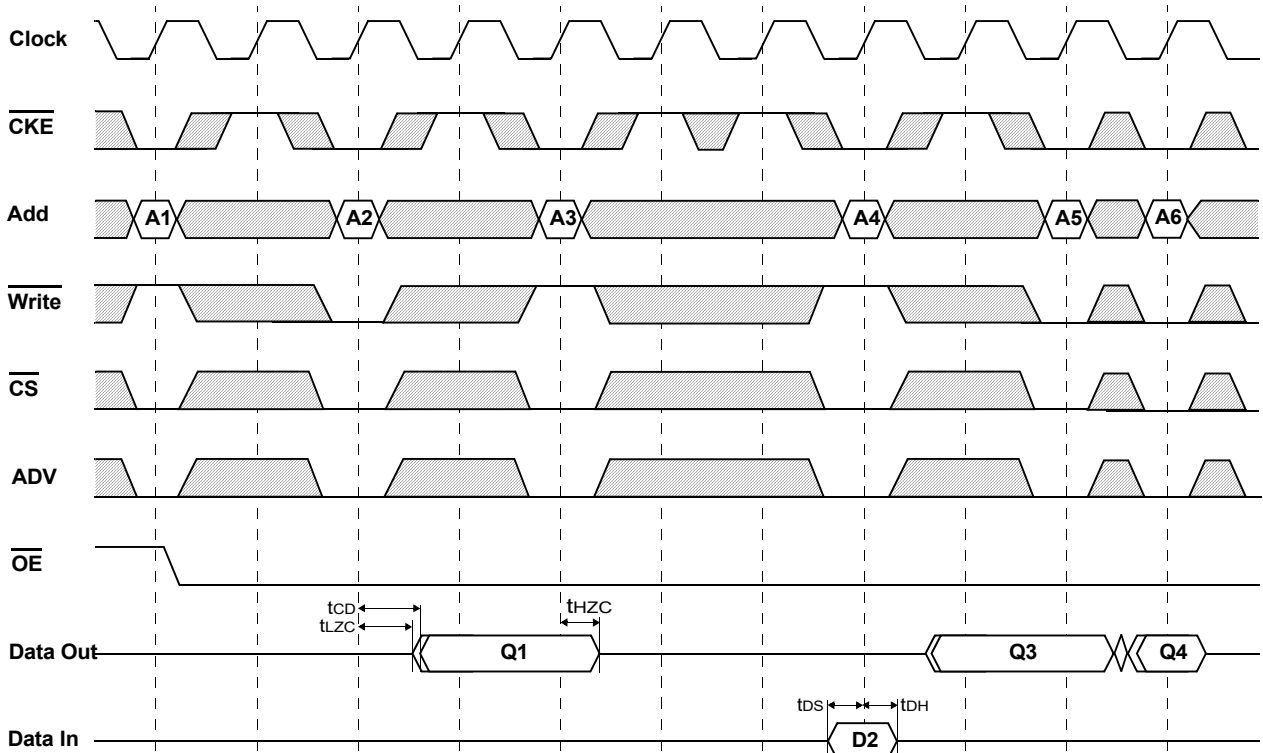 Clock
CKE
Add A1 A2 A3 A4 A5 A6
Write
CS
ADV
OE
tCD tHZC
tLZC
Data Out Q1 Q3 Q4
tDS tDH
Data In D2